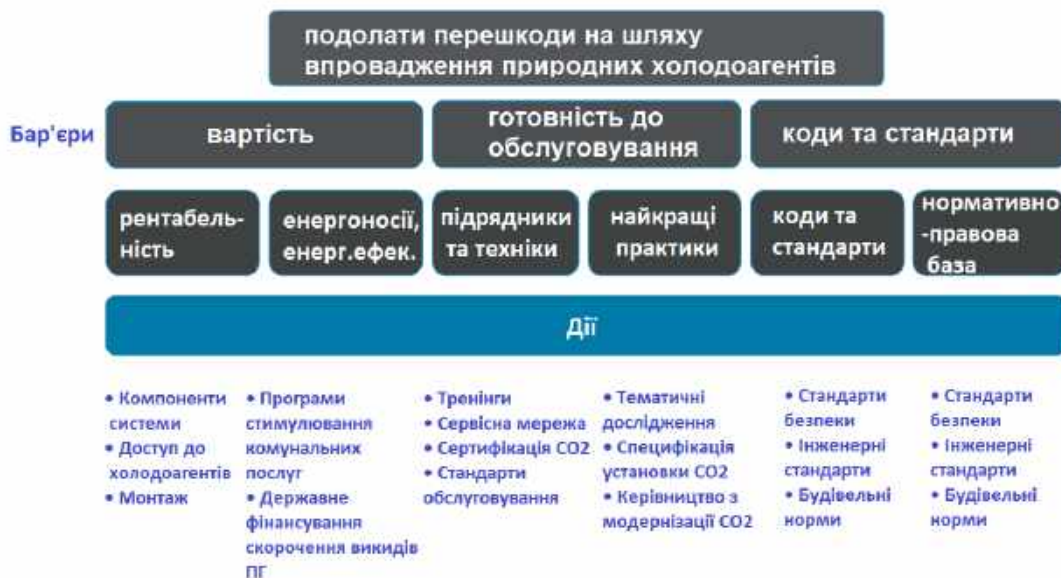 подолати перешкоди на шляху
впровадження природних холодоагентів
Бар'єри
вартість
готовність до
обслуговування
коди та стандарти
рентабель-
ність
енергоносії,
енерг.ефек.
підрядники
та техніки
найкращі
практики
коди та
стандарти
нормативно
-правова
база
Дії
• Компоненти
системи
• Доступ до
холодоагентів
• Монтаж
• Програми
стимулювання
комунальних
послуг
• Державне
фінансування
скорочення викидів
ПГ
• Тренінги
• Сервісна мережа
• Сертифікація СО2
• Стандарти
обслуговування
• Тематичні
дослідження
• Специфікація
установки СО2
• Керівництво з
модернізації СО2
• Стандарти
безпеки
• Інженерні
стандарти
• Будівельні
норми
• Стандарти
безпеки
• Інженерні
стандарти
• Будівельні
норми